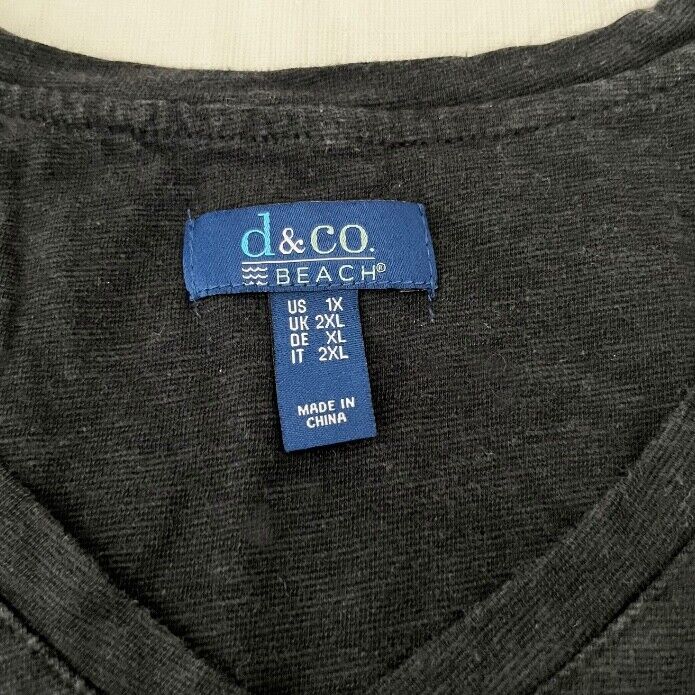 d&co.
BEACH®
US 1X
UK 2XL
DE XL
IT 2XL
MADE IN
CHINA